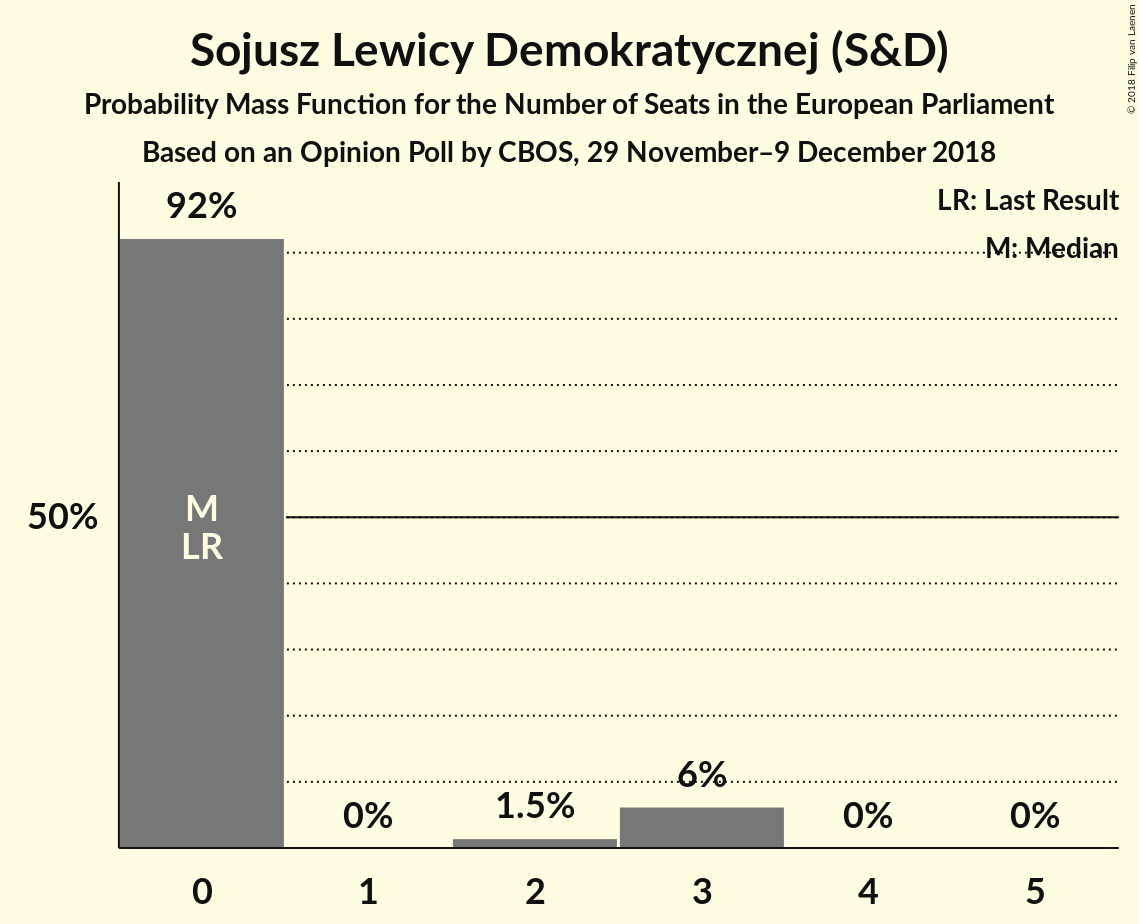 Sojusz Lewicy Demokratycznej (S&D)
Probability Mass Function for the Number of Seats in the European Parliament
Based on an Opinion Poll by CBOS, 29 November–9 December 2018
© 2018 Filip van Laenen
LR: Last Result
M: Median
92%
50%
M
LR
0%
1.5%
6%
0%
0%
0
1
2
3
4
5